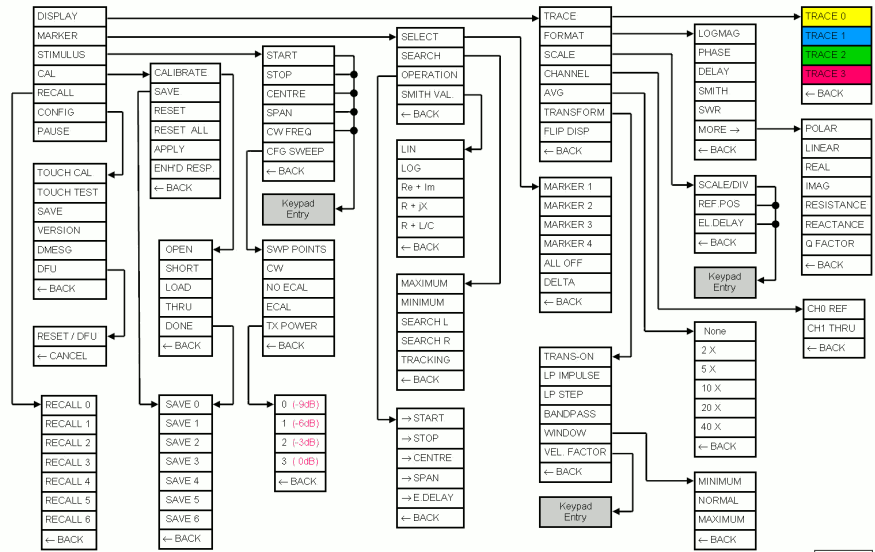 DISPLAY
MARKER
STIMULUS
CAL
RECALL
CONFIG
PAUSE
TOUCH CAL
TOUCH TEST
SAVE
VERSION
DMESG
DFU
← BACK
RESET / DFU
← CANCEL
RECALL 0
RECALL 1
RECALL 2
RECALL 3
RECALL 4
RECALL 5
RECALL 6
← BACK
CALIBRATE
SAVE
RESET
RESET ALL
APPLY
ENH'D RESP.
← BACK
OPEN
SHORT
LOAD
THRU
DONE
← BACK
SAVE 0
SAVE 1
SAVE 2
SAVE 3
SAVE 4
SAVE 5
SAVE 6
← BACK
START
STOP
CENTRE
SPAN
CW FREQ
CFG SWEEP
← BACK
Keypad
Entry
SWP POINTS
CW
NO ECAL
ECAL
TX POWER
← BACK
0 (-9dB)
1 (-6dB)
2 (-3dB)
3 ( 0dB)
← BACK
SELECT
SEARCH
OPERATION
SMITH VAL.
← BACK
LIN
LOG
Re + Im
R + jX
R + L/C
← BACK
MAXIMUM
MINIMUM
SEARCH L
SEARCH R
TRACKING
← BACK
→ START
→ STOP
→ CENTRE
→ SPAN
→ E.DELAY
← BACK
TRACE
FORMAT
SCALE
CHANNEL
AVG
TRANSFORM
FLIP DISP
← BACK
MARKER 1
MARKER 2
MARKER 3
MARKER 4
ALL OFF
DELTA
← BACK
TRANS-ON
LP IMPULSE
LP STEP
BANDPASS
WINDOW
VEL. FACTOR
← BACK
Keypad
Entry
LOGMAG
PHASE
DELAY
SMITH
SWR
MORE →
← BACK
SCALE/DIV
REF.POS
EL.DELAY
← BACK
Keypad
Entry
None
2 X
5 X
10 X
20 X
40 X
← BACK
MINIMUM
NORMAL
MAXIMUM
← BACK
TRACE 0
TRACE 1
TRACE 2
TRACE 3
← BACK
POLAR
LINEAR
REAL
IMAG
RESISTANCE
REACTANCE
Q FACTOR
← BACK
CH0 REF
CH1 THRU
← BACK